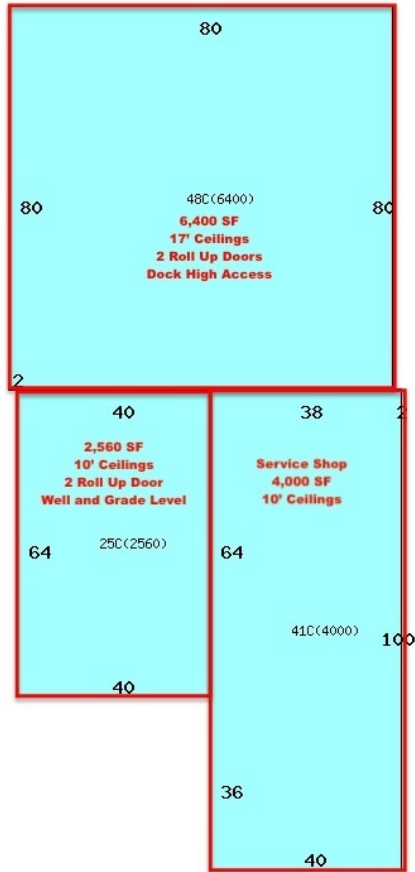 80
80
80
48C(6400)
6,400 SF
17' Ceilings
2 Roll Up Doors
Dock High Access
2
40
38
2
2,560 SF
10' Ceilings
2 Roll Up Door
Well and Grade Level
Service Shop
4,000 SF
10' Ceilings
64
25C(2560)
64
41C(4000)
100
40
36
40